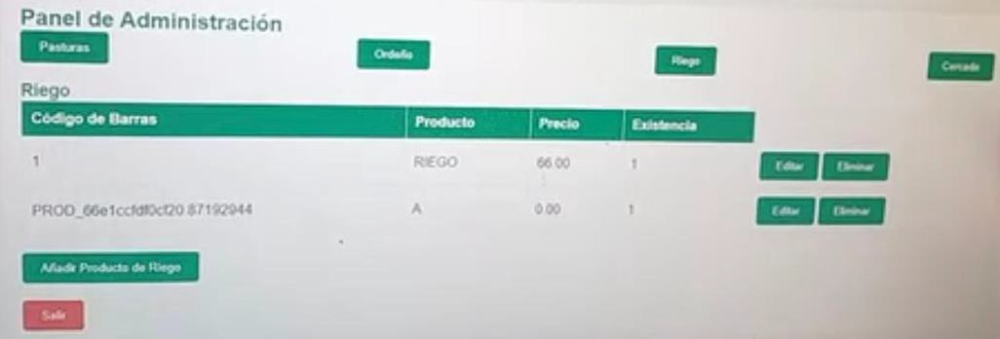 Panel de Administración
Pasturas Ordeño Riego Cercado
Riego
Código de Barras Producto Precio Existencia
1 RIEGO 66.00 1 Editar Eliminar
PROD_66e1ccfdf0cf20.87192944 A 0.00 1 Editar Eliminar
Añadir Producto de Riego
Salir